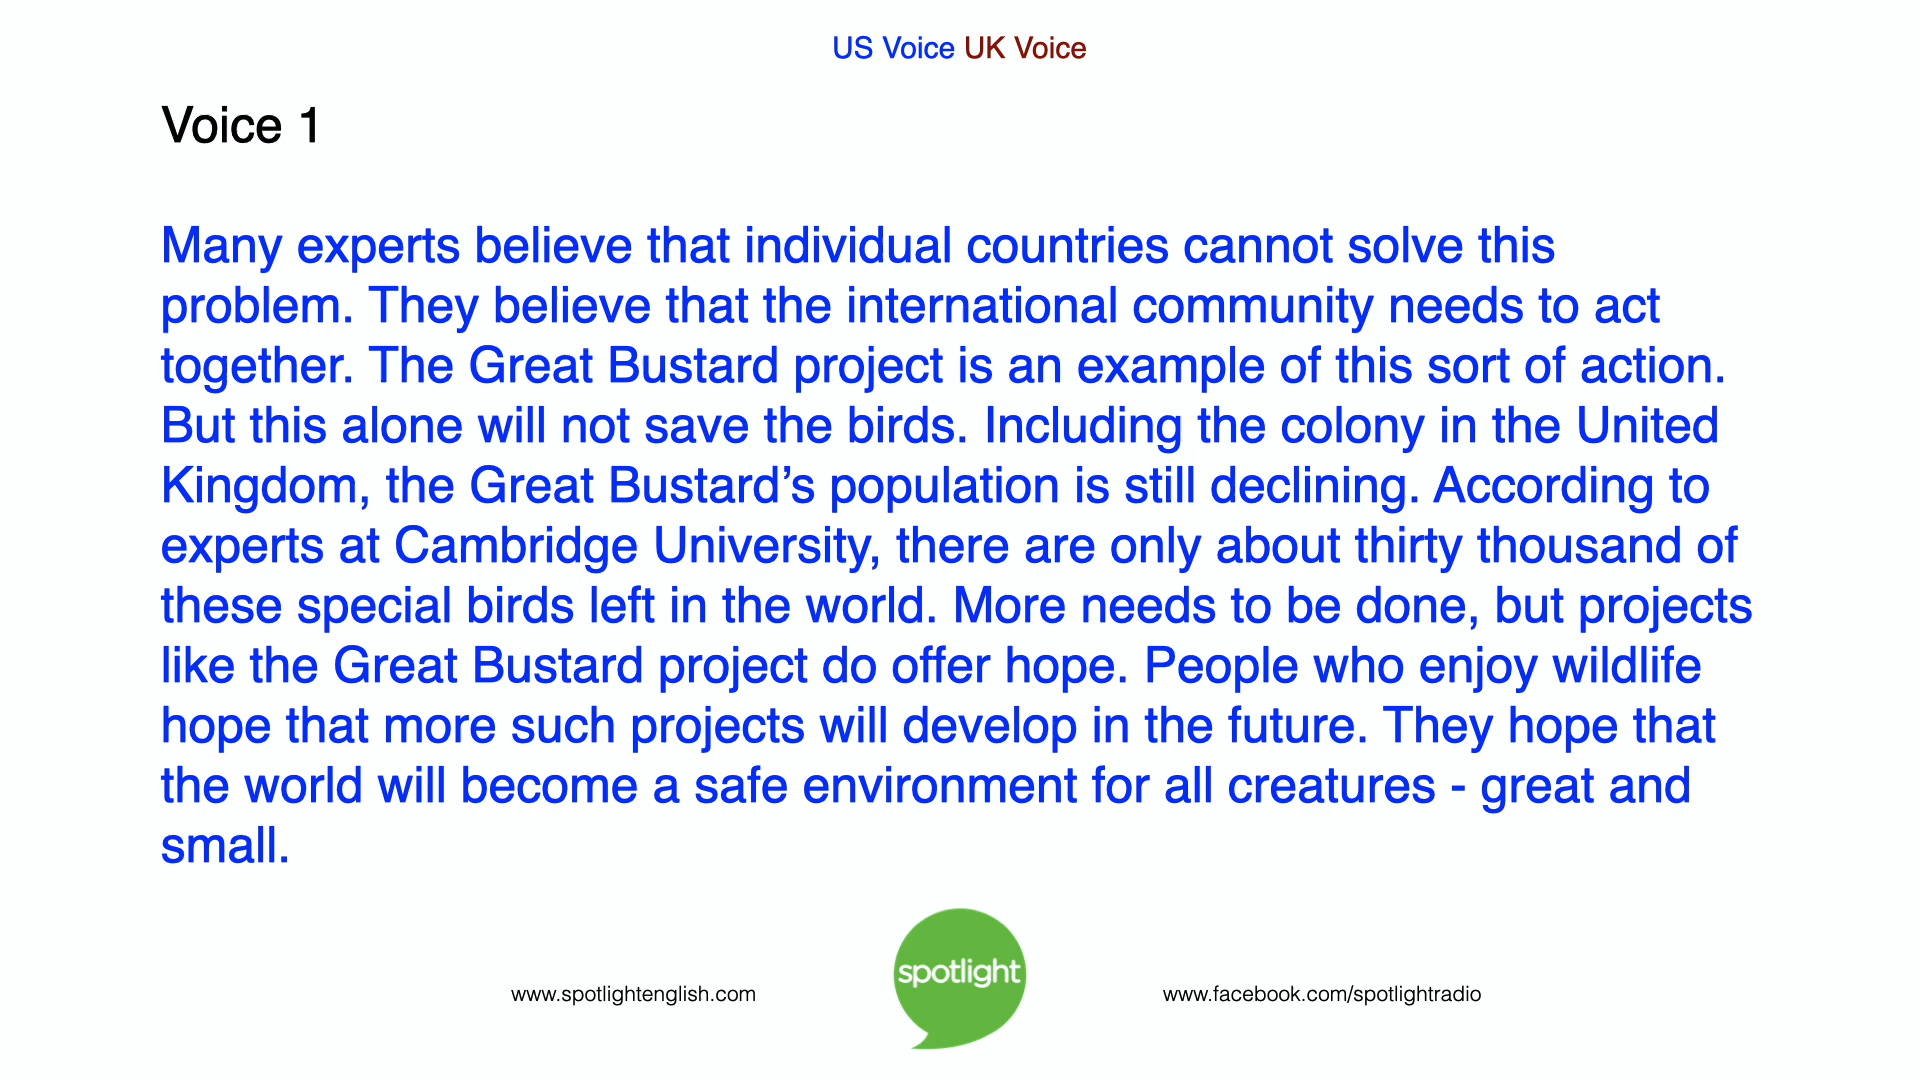 US Voice UK Voice
Voice 1
Many experts believe that individual countries cannot solve this
problem. They believe that the international community needs to act
together. The Great Bustard project is an example of this sort of action.
But this alone will not save the birds. Including the colony in the United
Kingdom, the Great Bustard’s population is still declining. According to
experts at Cambridge University, there are only about thirty thousand of
these special birds left in the world. More needs to be done, but projects
like the Great Bustard project do offer hope. People who enjoy wildlife
hope that more such projects will develop in the future. They hope that
the world will become a safe environment for all creatures - great and
small.
www.spotlightenglish.com
spotlight
www.facebook.com/spotlightradio